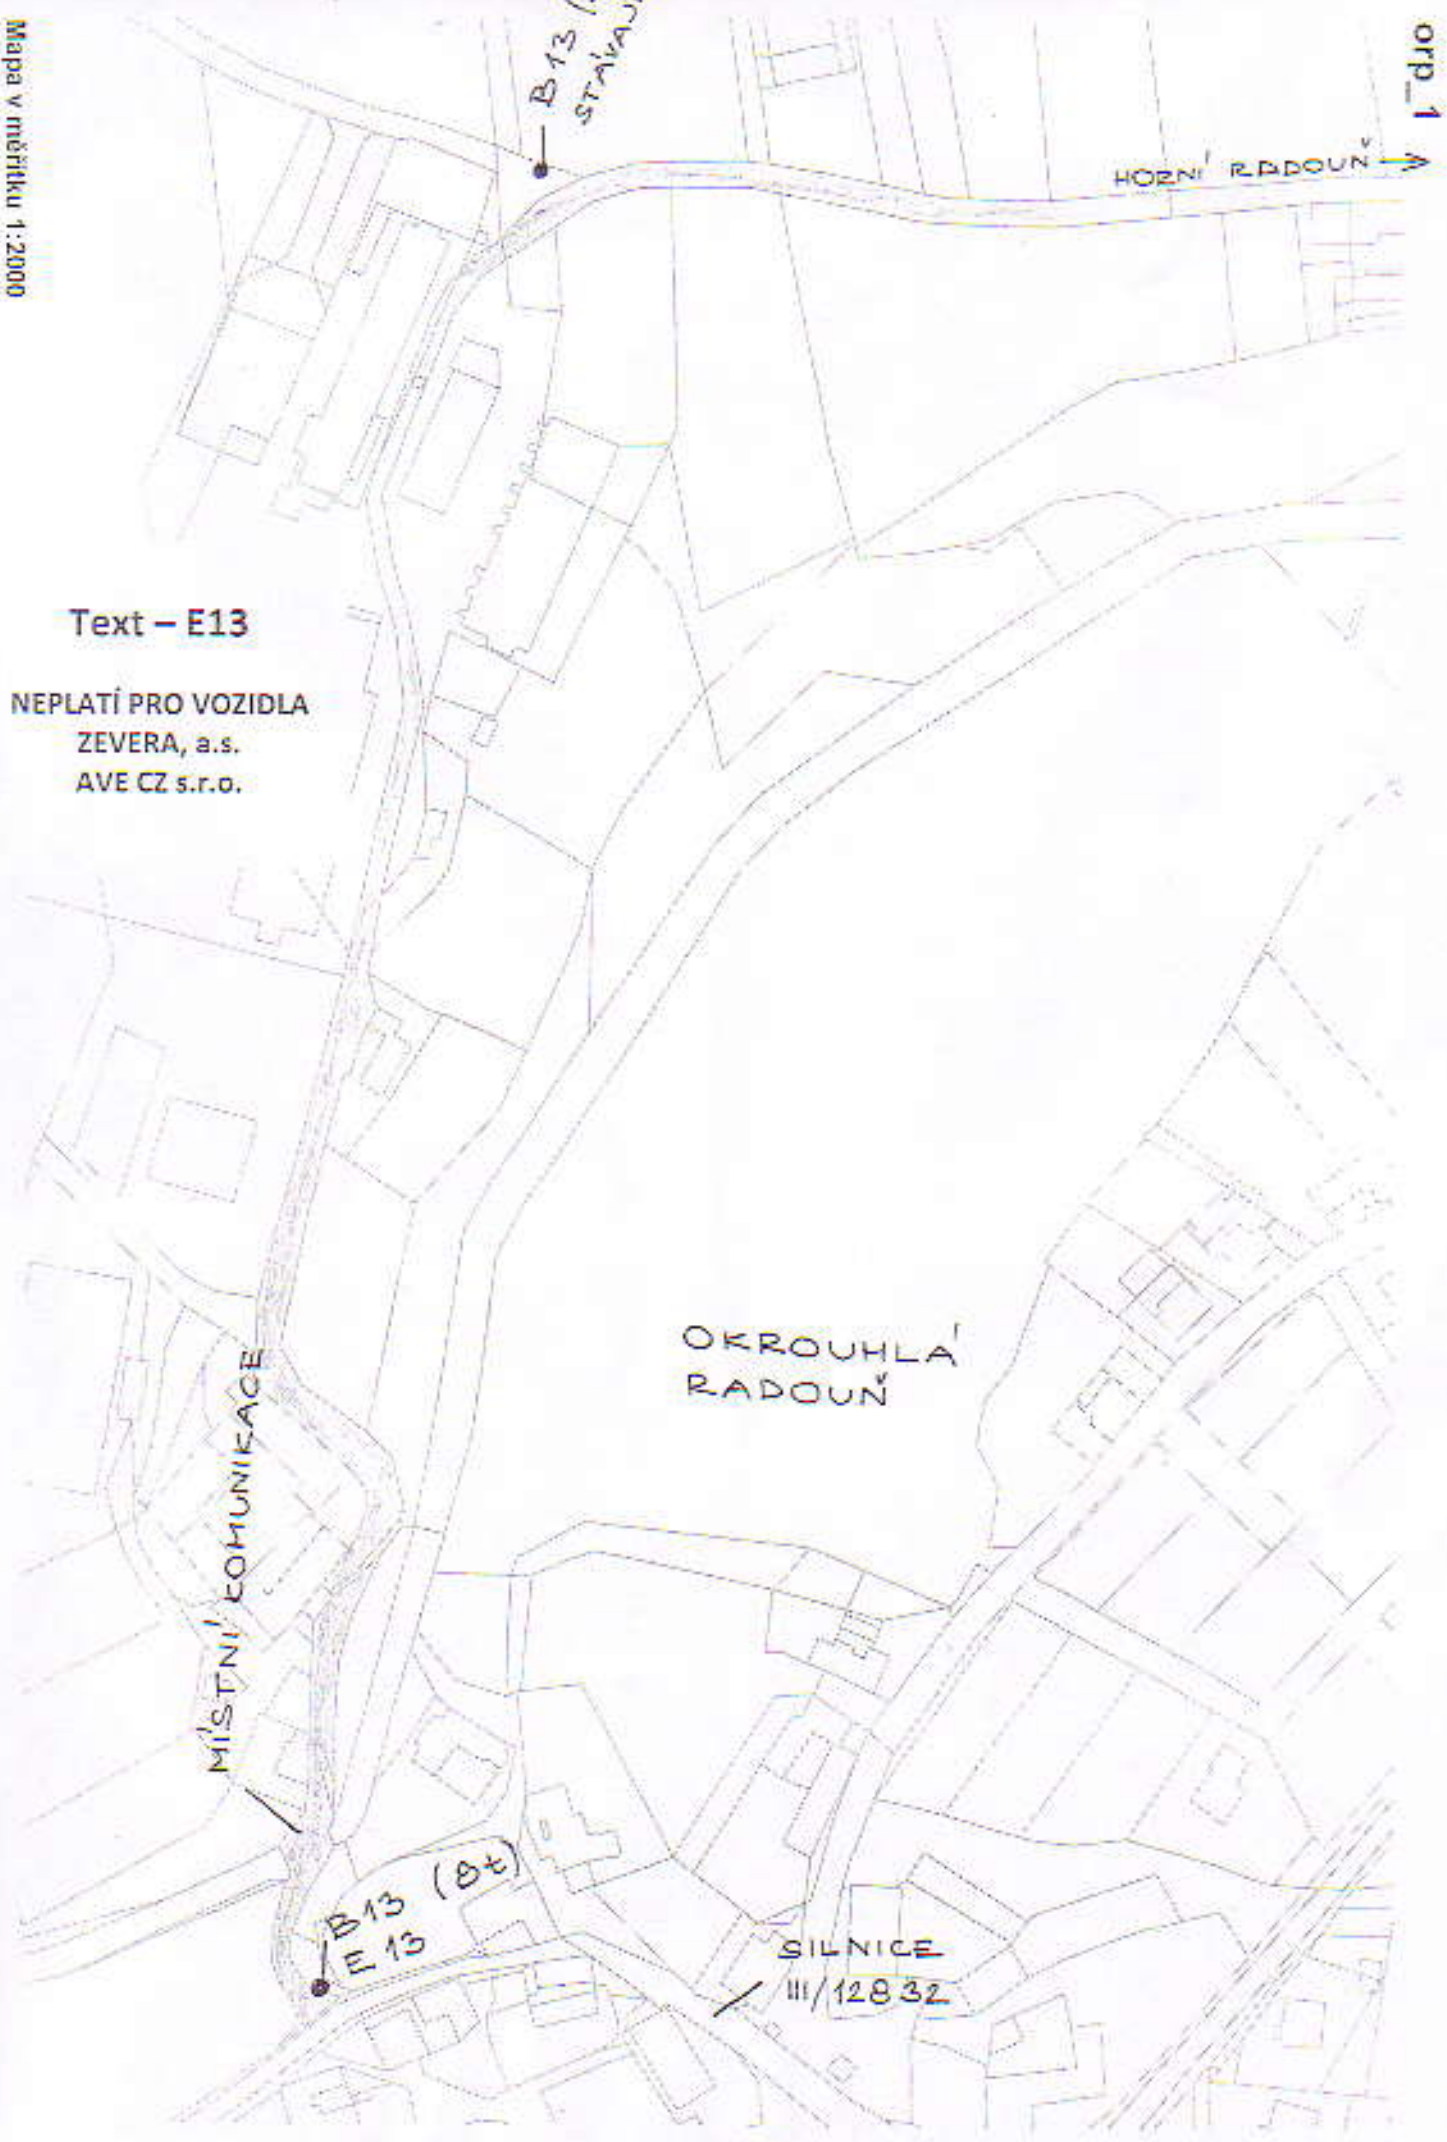 orp_1
B13
STÁVAJ
HORNÍ RADOUŇ
Mapa v měřítku 1:2000
Text – E13
NEPLATÍ PRO VOZIDLA
ZEVERA, a.s.
AVE CZ s.r.o.
OKROUHLÁ
RADOUŇ
MÍSTNÍ KOMUNIKACE
B13 (8t)
E 13
SILNICE
III/12832